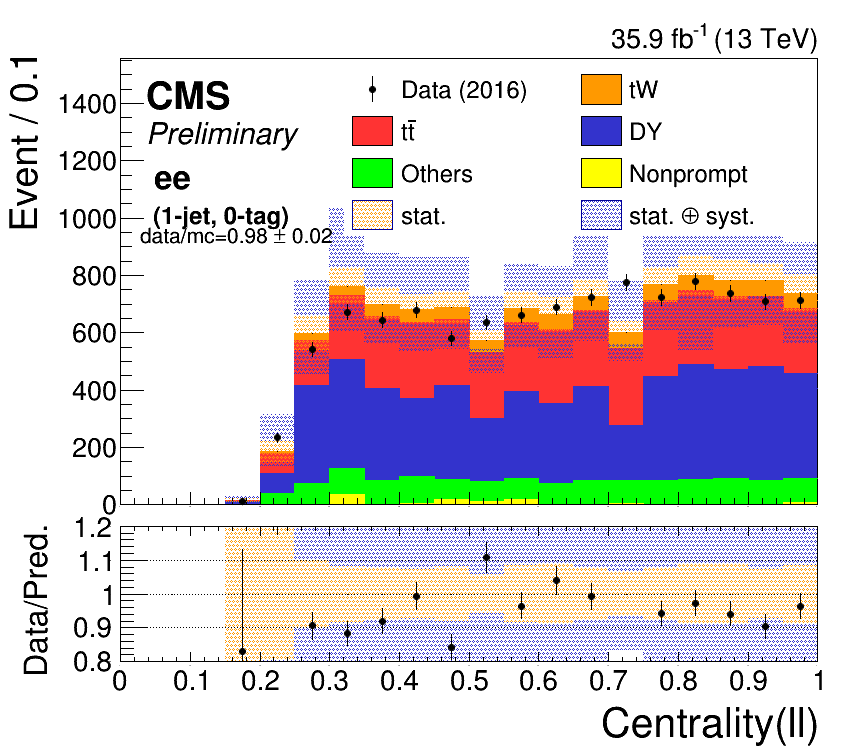 35.9 fb⁻¹ (13 TeV)
Event / 0.1
CMS
Preliminary
ee
(1-jet, 0-tag)
data/mc=0.98 ± 0.02
Data (2016)
tW
tt̄
DY
Others
Nonprompt
stat.
stat. ⊕ syst.
1400
1200
1000
800
600
400
200
0
Data/Pred.
1.2
1.1
1
0.9
0.8
0 0.1 0.2 0.3 0.4 0.5 0.6 0.7 0.8 0.9 1
Centrality(ll)